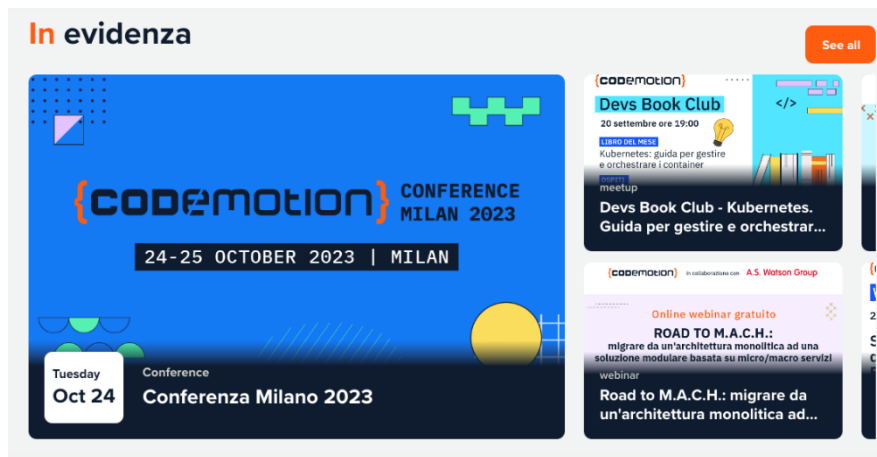 In evidenza
See all
{CODEMOTION}
CONFERENCE
MILAN 2023
24-25 OCTOBER 2023 | MILAN
Tuesday
Oct 24
Conference
Conferenza Milano 2023
{CODEMOTION}
Devs Book Club
20 settembre ore 19:00
LIBRO DEL MESE
Kubernetes: guida per gestire
e orchestrare i container
OSPITI
</>
meetup
Devs Book Club - Kubernetes.
Guida per gestire e orchestrar...
{CODEMOTION} in collaborazione con A.S. Watson Group
Online webinar gratuito
ROAD TO M.A.C.H.:
migrare da un'architettura monolitica ad una
soluzione modulare basata su micro/macro servizi
webinar
Road to M.A.C.H.: migrare da
un'architettura monolitica ad...